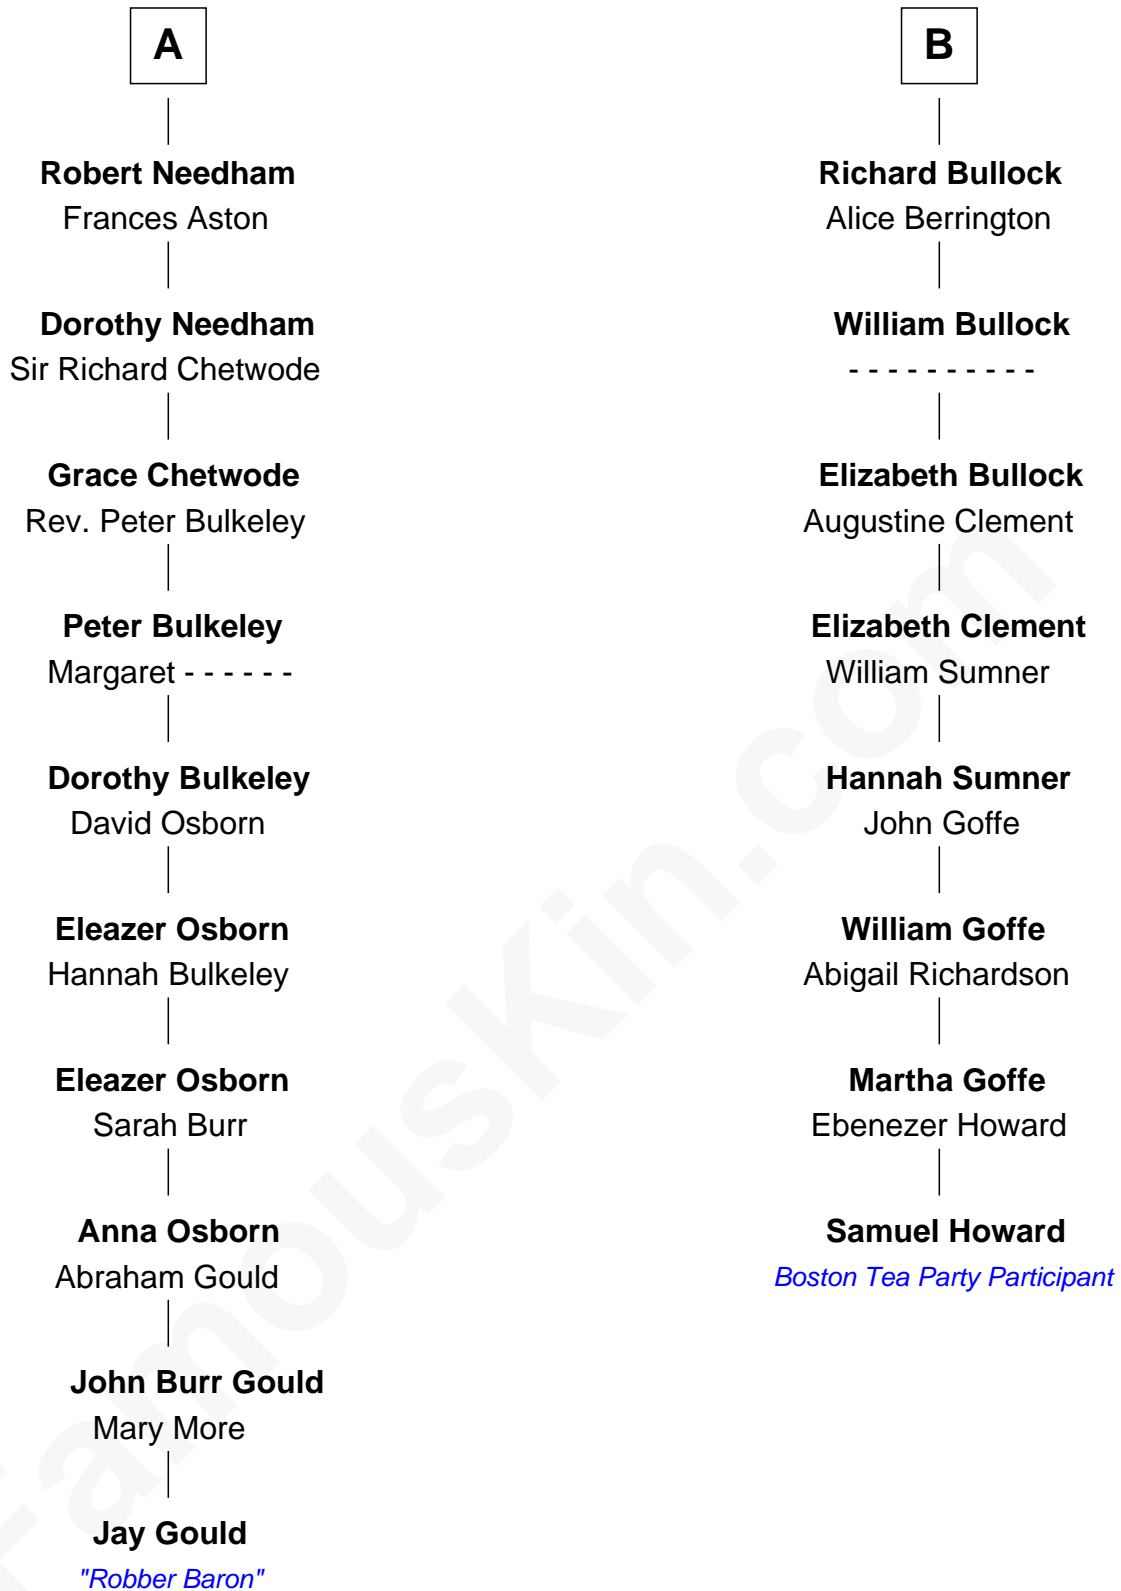 A
Robert Needham
Frances Aston
Dorothy Needham
Sir Richard Chetwode
Grace Chetwode
Rev. Peter Bulkeley
Peter Bulkeley
Margaret - - - - - -
Dorothy Bulkeley
David Osborn
Eleazer Osborn
Hannah Bulkeley
Eleazer Osborn
Sarah Burr
Anna Osborn
Abraham Gould
John Burr Gould
Mary More
Jay Gould
"Robber Baron"
B
Richard Bullock
Alice Berrington
William Bullock
- - - - - - - - - -
Elizabeth Bullock
Augustine Clement
Elizabeth Clement
William Sumner
Hannah Sumner
John Goffe
William Goffe
Abigail Richardson
Martha Goffe
Ebenezer Howard
Samuel Howard
Boston Tea Party Participant
FamousKin.com